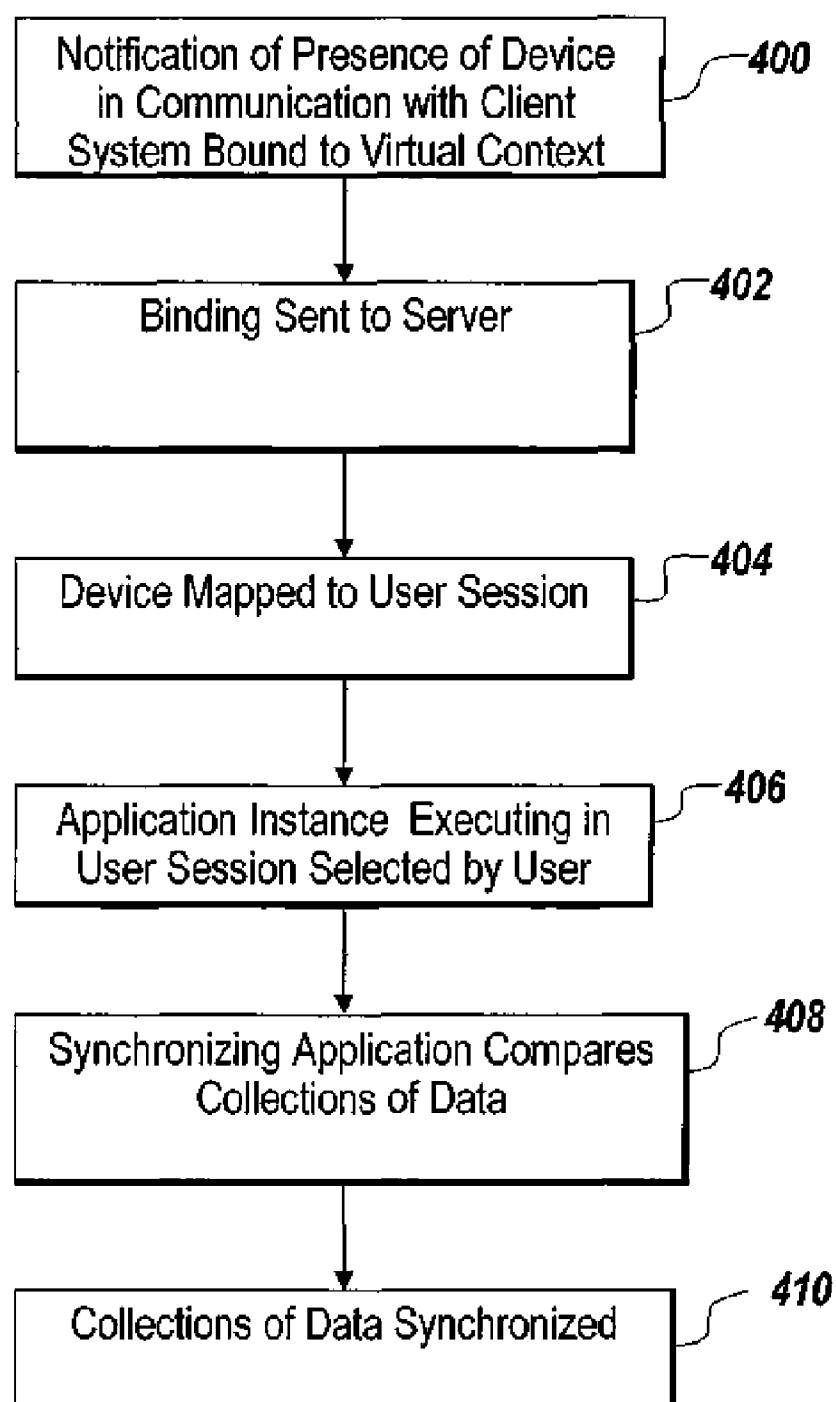 Notification of Presence of Device
in Communication with Client
System Bound to Virtual Context
400
Binding Sent to Server
402
Device Mapped to User Session
404
Application Instance Executing in
User Session Selected by User
406
Synchronizing Application Compares
Collections of Data
408
Collections of Data Synchronized
410